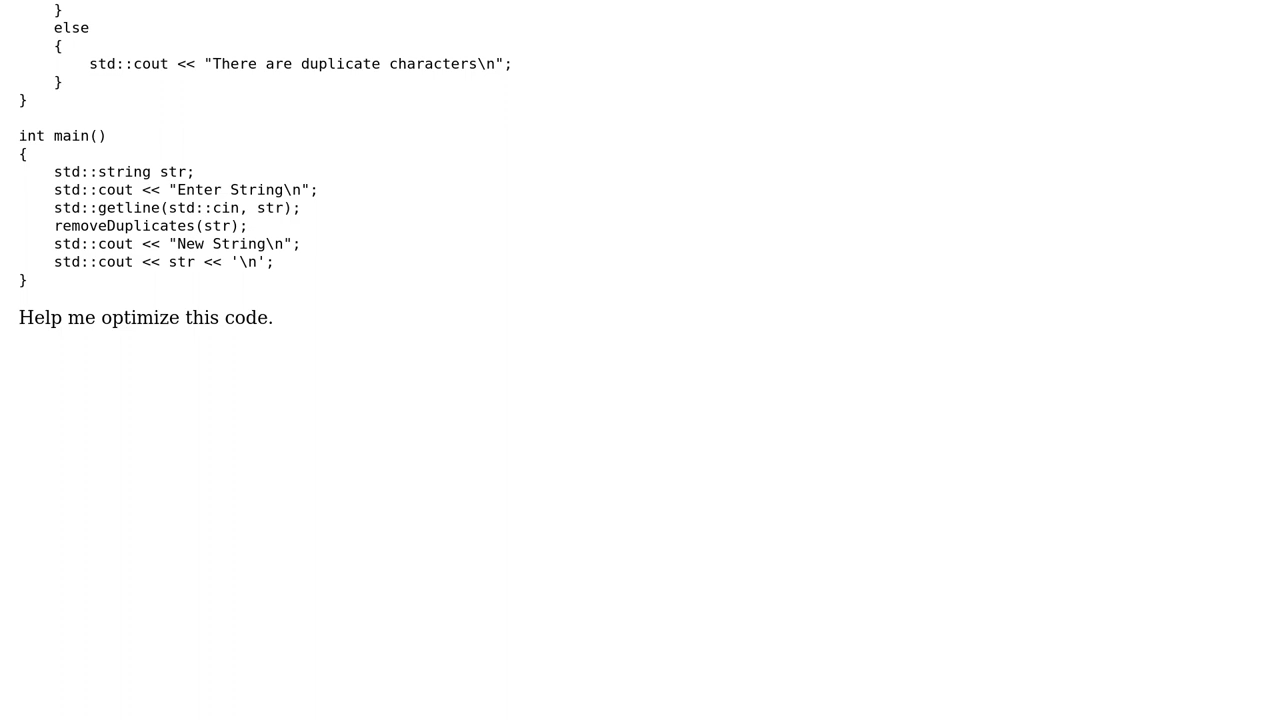 }
    else
    {
        std::cout << "There are duplicate characters\n";
    }
}

int main()
{
    std::string str;
    std::cout << "Enter String\n";
    std::getline(std::cin, str);
    removeDuplicates(str);
    std::cout << "New String\n";
    std::cout << str << '\n';
}

Help me optimize this code.